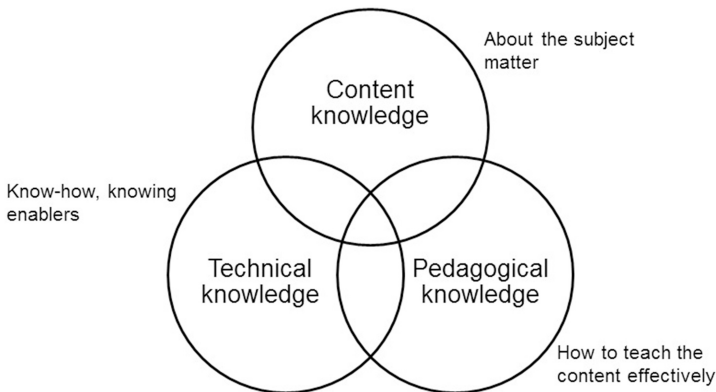 About the subject
matter
Content
knowledge
Know-how, knowing
enablers
Technical
knowledge
Pedagogical
knowledge
How to teach the
content effectively